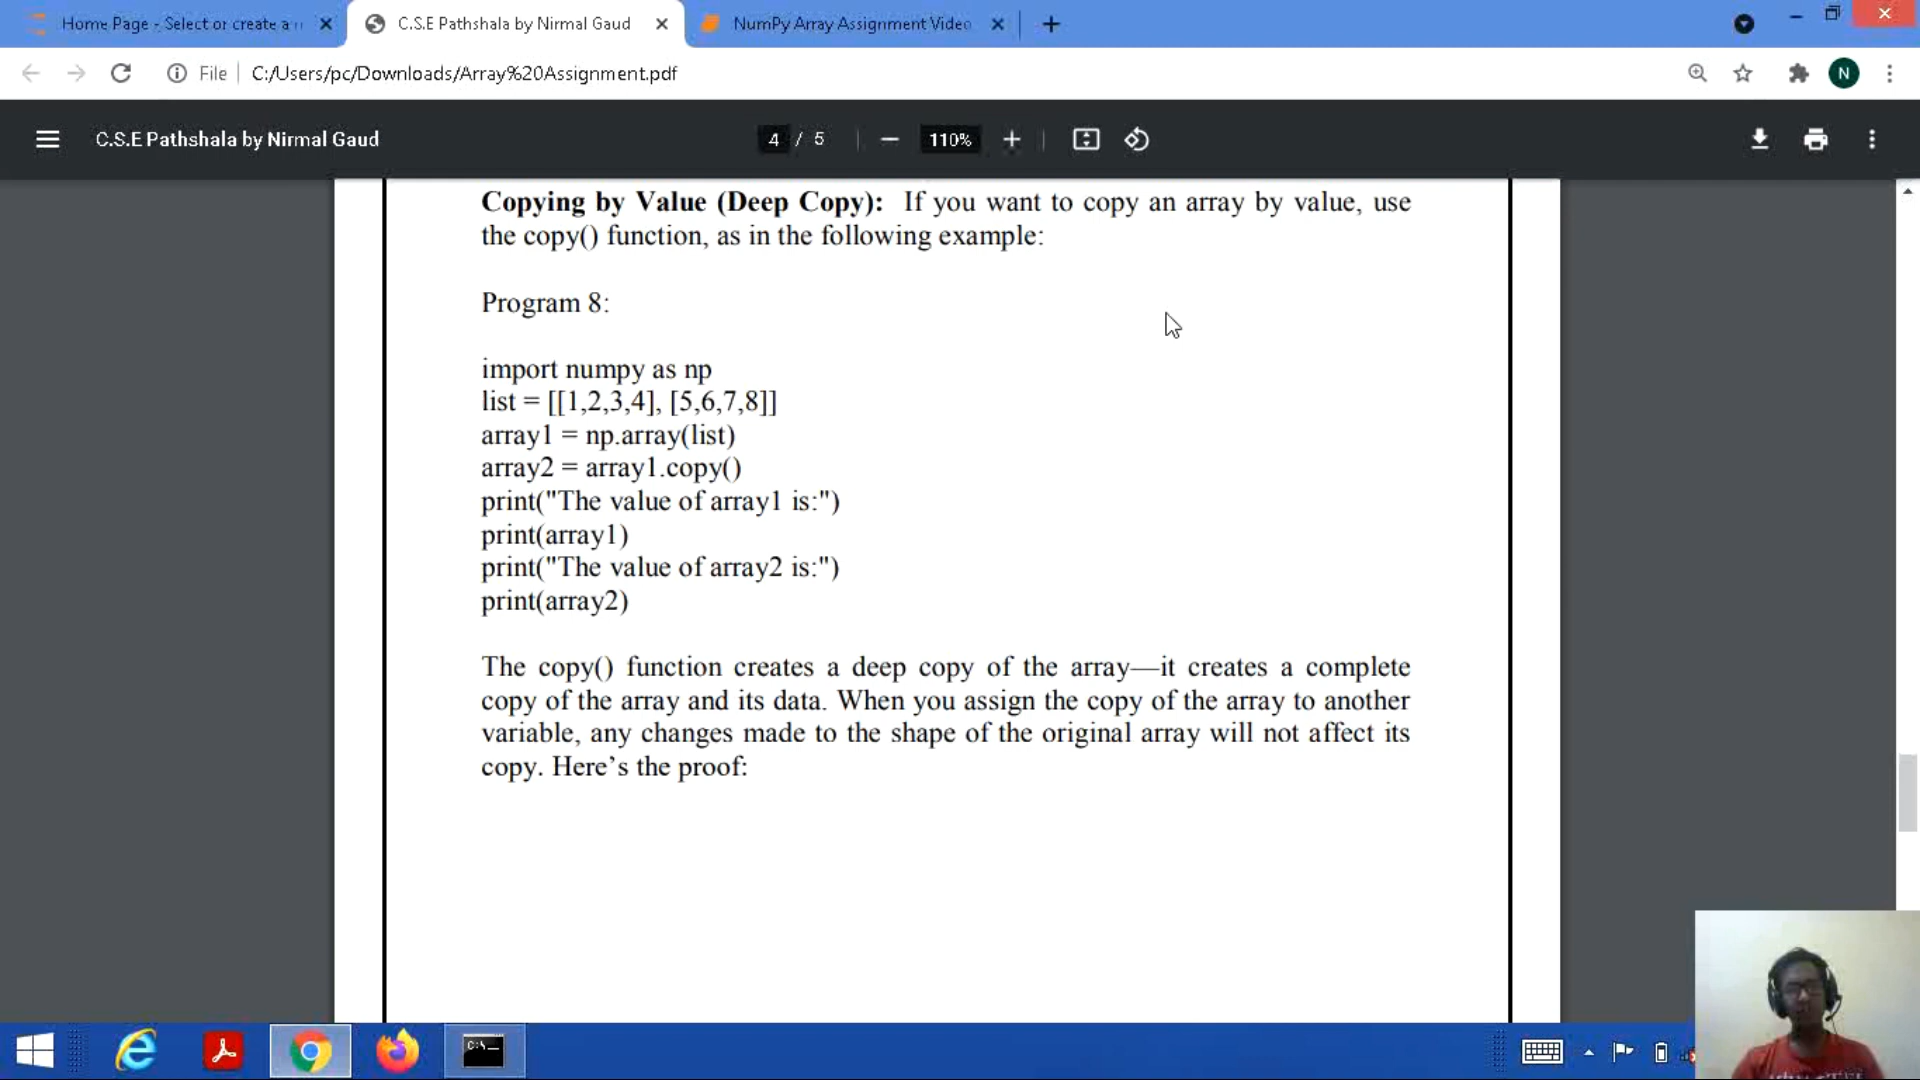 Home Page - Select or create a n
C.S.E Pathshala by Nirmal Gaud
NumPy Array Assignment Video
File
C:/Users/pc/Downloads/Array%20Assignment.pdf
N
C.S.E Pathshala by Nirmal Gaud
4 / 5
110%
Copying by Value (Deep Copy): If you want to copy an array by value, use
the copy() function, as in the following example:
Program 8:
import numpy as np
list = [[1,2,3,4], [5,6,7,8]]
array1 = np.array(list)
array2 = array1.copy()
print("The value of array1 is:")
print(array1)
print("The value of array2 is:")
print(array2)
The copy() function creates a deep copy of the array—it creates a complete
copy of the array and its data. When you assign the copy of the array to another
variable, any changes made to the shape of the original array will not affect its
copy. Here’s the proof:
C:\_